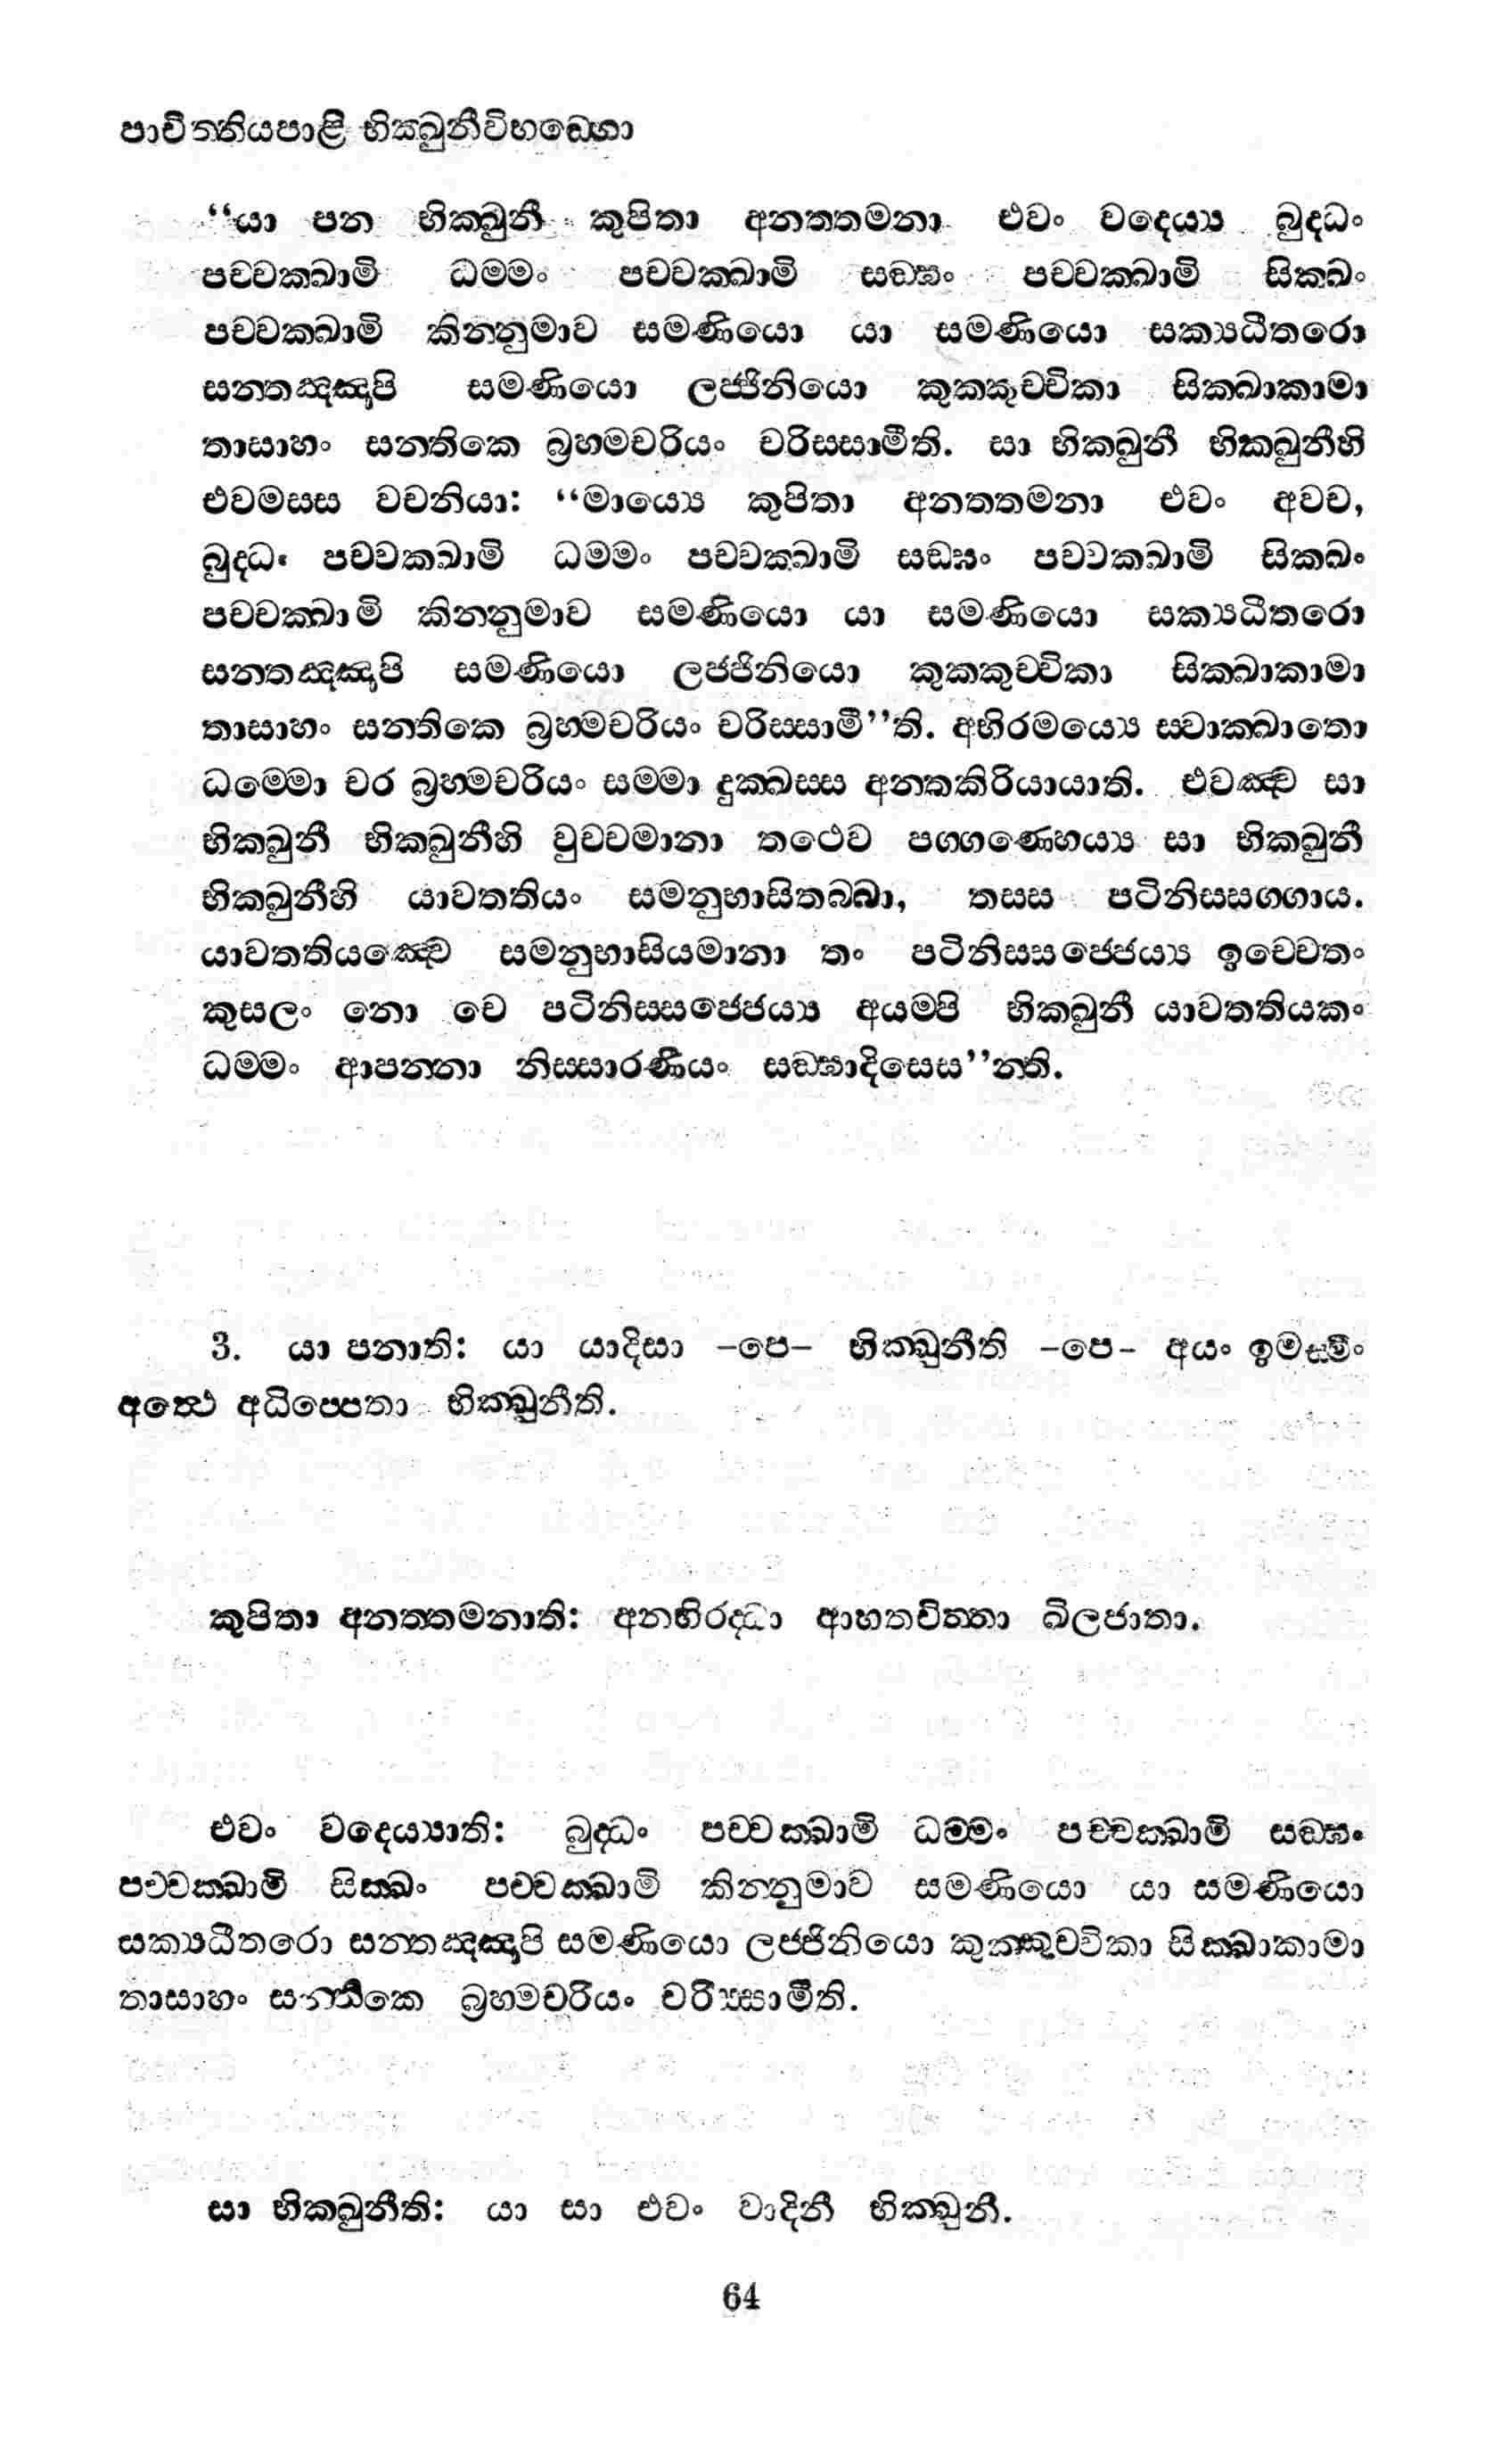 පාචිත්තියපාළි භික්ඛුනීවිභඞ්ගො
“යා පන භික්ඛුනී කුපිතා අනත්තමනා එවං වදෙය්‍ය බුද්ධං
පච්චක්ඛාමි ධම්මං පච්චක්ඛාමි සඞ්ඝං පච්චක්ඛාමි සික්ඛං
පච්චක්ඛාමි කින්නුමාව සමණියො යා සමණියො සක්‍යධීතරො
සන්තඤ්ඤාපි සමණියො ලජ්ජිනියො කුක්කුච්චිකා සික්ඛාකාමා
තාසාහං සන්තිකෙ බ්‍රහ්මචරියං චරිස්සාමීති. සා භික්ඛුනී භික්ඛුනීහි
එවමස්ස වචනියා: “මාය්‍යෙ කුපිතා අනත්තමනා එවං අවච,
බුද්ධං පච්චක්ඛාමි ධම්මං පච්චක්ඛාමි සඞ්ඝං පච්චක්ඛාමි සික්ඛං
පච්චක්ඛාමි කින්නුමාව සමණියො යා සමණියො සක්‍යධීතරො
සන්තඤ්ඤාපි සමණියො ලජ්ජිනියො කුක්කුච්චිකා සික්ඛාකාමා
තාසාහං සන්තිකෙ බ්‍රහ්මචරියං චරිස්සාමී”ති. අභිරමය්‍යෙ ස්වාක්ඛාතො
ධම්මො චර බ්‍රහ්මචරියං සම්මා දුක්ඛස්ස අන්තකිරියායාති. එවඤ්ච සා
භික්ඛුනී භික්ඛුනීහි වුච්චමානා තථෙව පග්ගණ්හෙය්‍ය සා භික්ඛුනී
භික්ඛුනීහි යාවතතියං සමනුභාසිතබ්බා, තස්ස පටිනිස්සග්ගාය.
යාවතතියඤ්චෙ සමනුභාසියමානා තං පටිනිස්සජ්ජෙය්‍ය ඉච්චෙතං
කුසලං නො චෙ පටිනිස්සජ්ජෙය්‍ය අයම්පි භික්ඛුනී යාවතතියකං
ධම්මං ආපන්නා නිස්සාරණීයං සඞ්ඝාදිසෙස”න්ති.
3. යා පනාති: යා යාදිසා –පෙ– භික්ඛුනීති –පෙ– අයං ඉමස්මිං
අත්ථෙ අධිප්පෙතා භික්ඛුනීති.
කුපිතා අනත්තමනාති: අනභිරද්ධා ආහතචිත්තා ඛිලජාතා.
එවං වදෙය්‍යාති: බුද්ධං පච්චක්ඛාමි ධම්මං පච්චක්ඛාමි සඞ්ඝං
පච්චක්ඛාමි සික්ඛං පච්චක්ඛාමි කින්නුමාව සමණියො යා සමණියො
සක්‍යධීතරො සන්තඤ්ඤාපි සමණියො ලජ්ජිනියො කුක්කුච්චිකා සික්ඛාකාමා
තාසාහං සන්තිකෙ බ්‍රහ්මචරියං චරිස්සාමීති.
සා භික්ඛුනීති: යා සා එවං වාදිනී භික්ඛුනී.
64